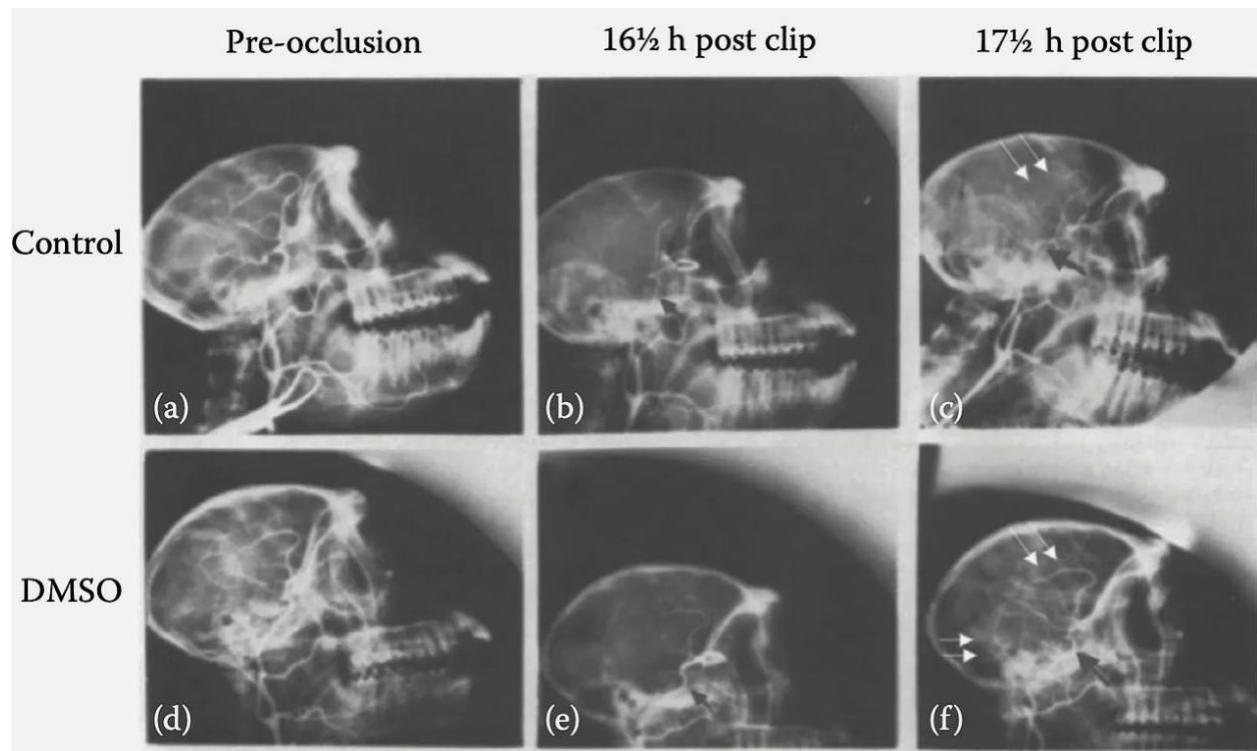 Pre-occlusion 16½ h post clip 17½ h post clip
Control
(a) (b) (c)
DMSO
(d) (e) (f)